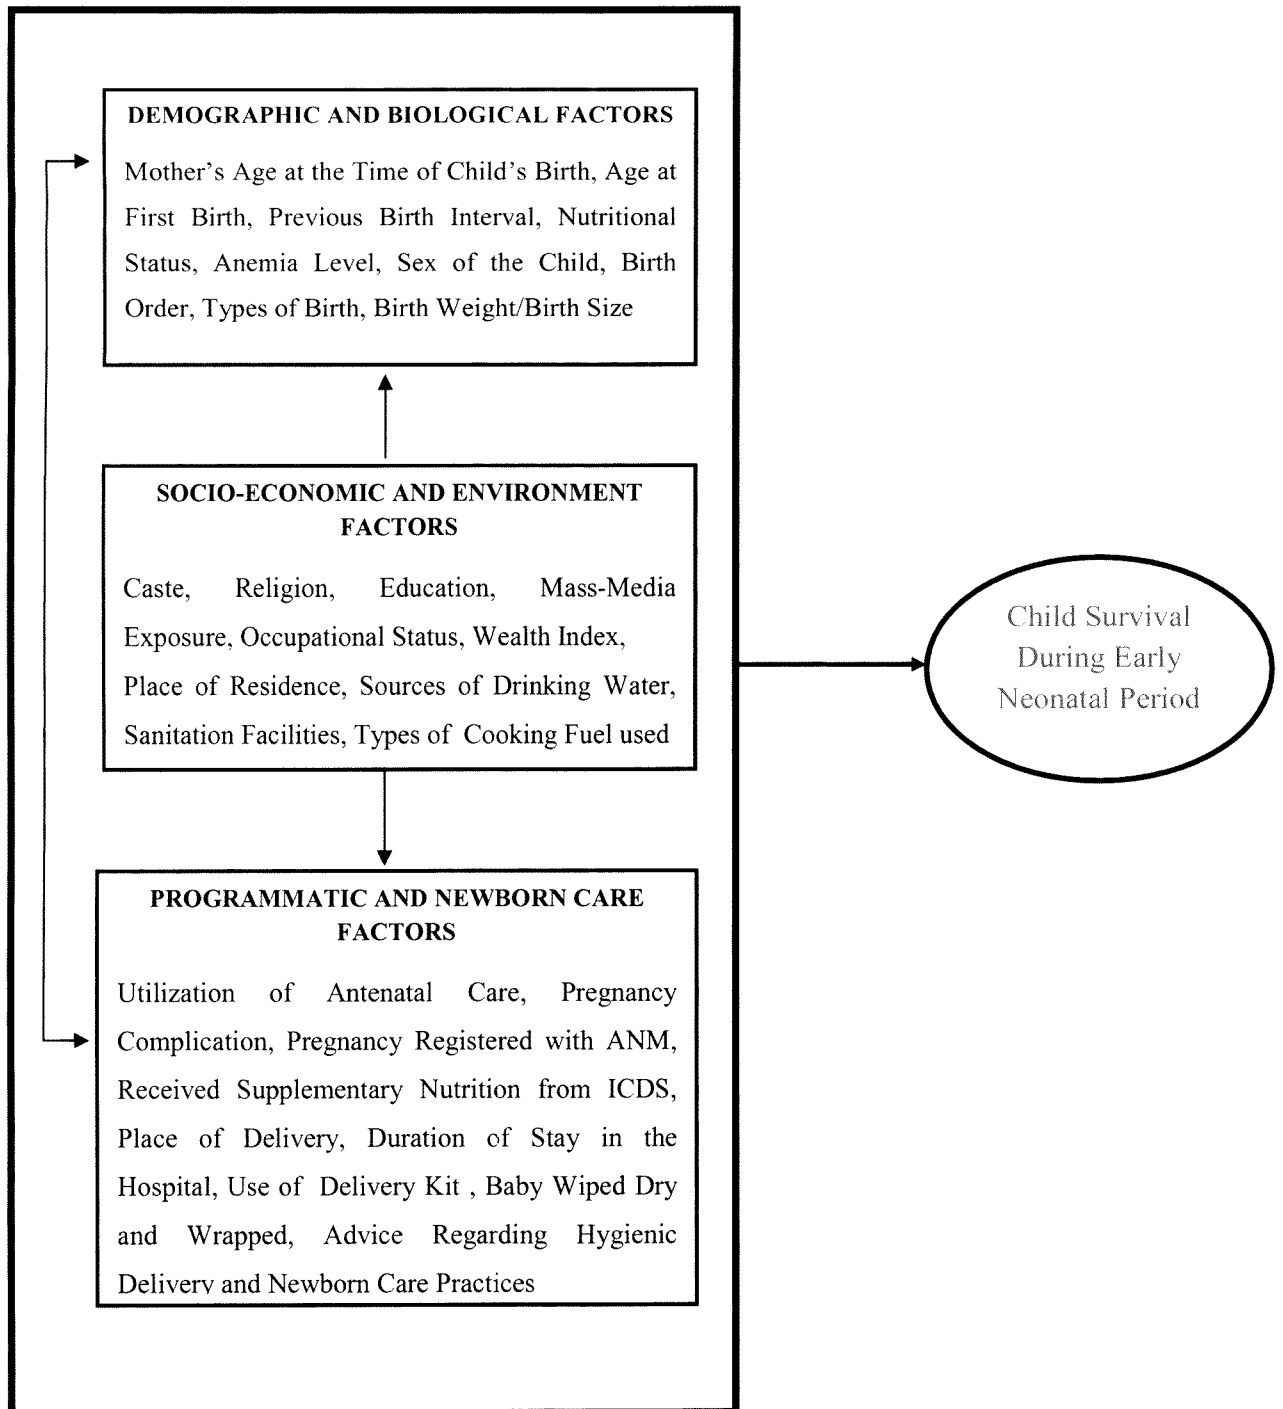 DEMOGRAPHIC AND BIOLOGICAL FACTORS
Mother's Age at the Time of Child's Birth, Age at
First Birth, Previous Birth Interval, Nutritional
Status, Anemia Level, Sex of the Child, Birth
Order, Types of Birth, Birth Weight/Birth Size
SOCIO-ECONOMIC AND ENVIRONMENT
FACTORS
Caste, Religion, Education, Mass-Media
Exposure, Occupational Status, Wealth Index,
Place of Residence, Sources of Drinking Water,
Sanitation Facilities, Types of Cooking Fuel used
PROGRAMMATIC AND NEWBORN CARE
FACTORS
Utilization of Antenatal Care, Pregnancy
Complication, Pregnancy Registered with ANM,
Received Supplementary Nutrition from ICDS,
Place of Delivery, Duration of Stay in the
Hospital, Use of Delivery Kit , Baby Wiped Dry
and Wrapped, Advice Regarding Hygienic
Delivery and Newborn Care Practices
Child Survival
During Early
Neonatal Period